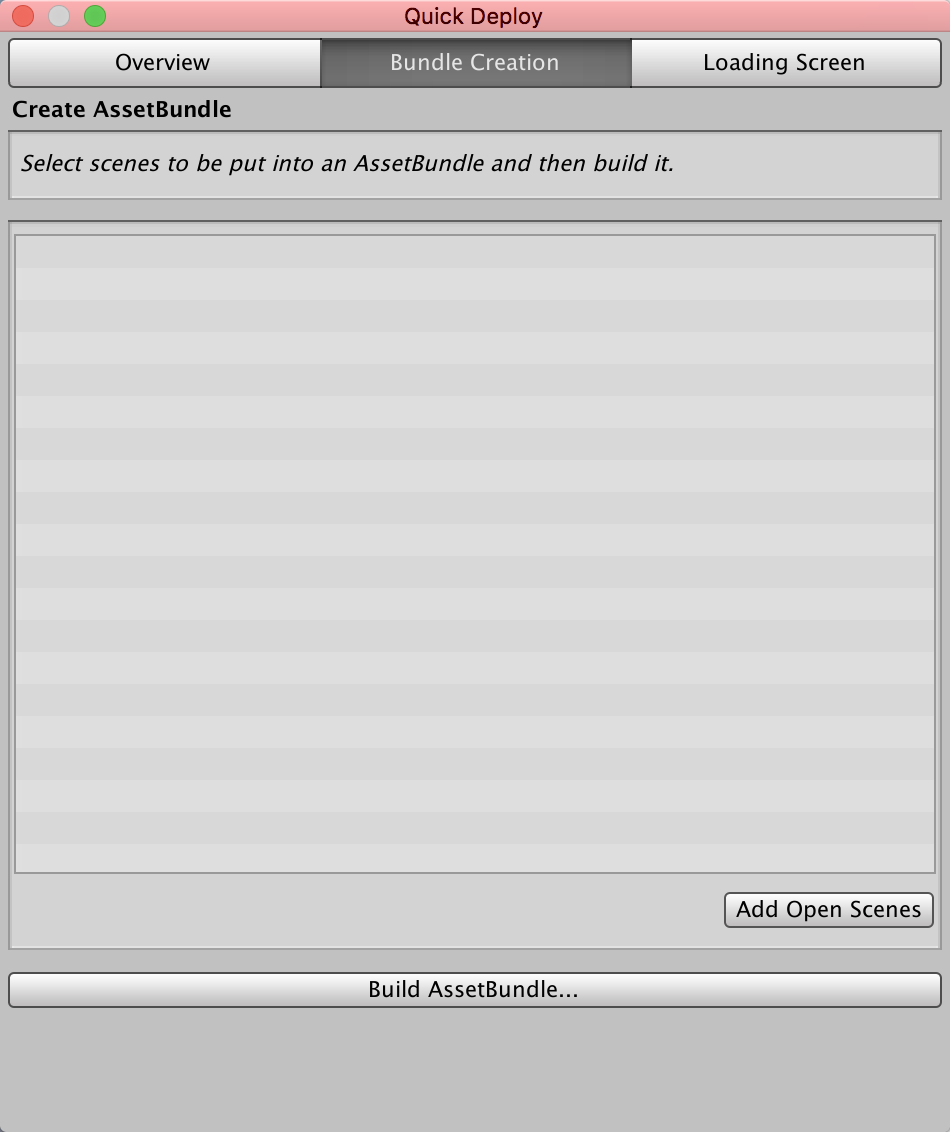 Quick Deploy
Overview
Bundle Creation
Loading Screen
Create AssetBundle
Select scenes to be put into an AssetBundle and then build it.
Add Open Scenes
Build AssetBundle...